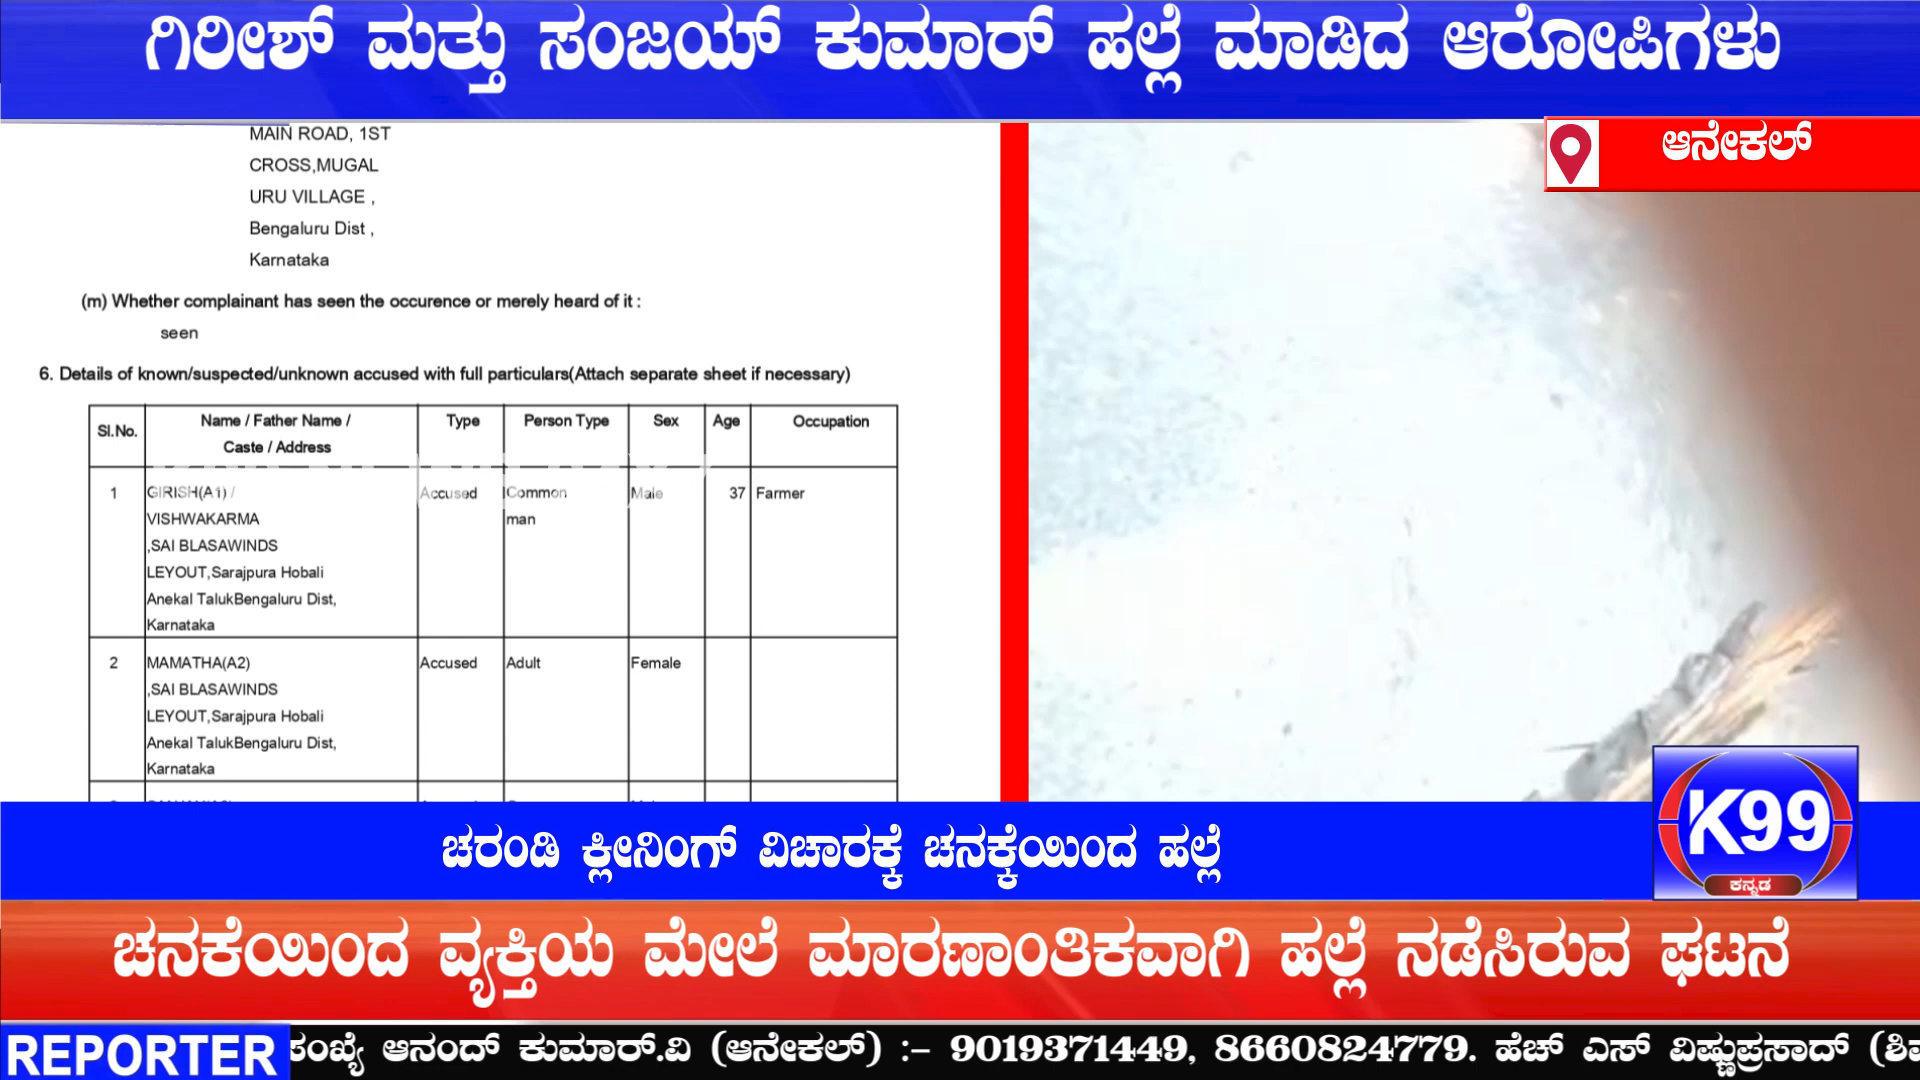 ಗಿರೀಶ್ ಮತ್ತು ಸಂಜಯ್ ಕುಮಾರ್ ಹಲ್ಲೆ ಮಾಡಿದ ಆರೋಪಿಗಳು
ಆನೇಕಲ್
MAIN ROAD, 1ST
CROSS,MUGAL
URU VILLAGE ,
Bengaluru Dist ,
Karnataka
(m) Whether complainant has seen the occurence or merely heard of it :
seen
6. Details of known/suspected/unknown accused with full particulars(Attach separate sheet if necessary)
Sl.No. Name / Father Name / Caste / Address Type Person Type Sex Age Occupation
1 GIRISH(A1) / Accused Common Male 37 Farmer
VISHWAKARMA man
,SAI BLASAWINDS
LEYOUT,Sarajpura Hobali
Anekal TalukBengaluru Dist,
Karnataka
2 MAMATHA(A2) Accused Adult Female
,SAI BLASAWINDS
LEYOUT,Sarajpura Hobali
Anekal TalukBengaluru Dist,
Karnataka
ಚರಂಡಿ ಕ್ಲೀನಿಂಗ್ ವಿಚಾರಕ್ಕೆ ಚನಕ್ಕೆಯಿಂದ ಹಲ್ಲೆ
K99
ಕನ್ನಡ
ಚನಕೆಯಿಂದ ವ್ಯಕ್ತಿಯ ಮೇಲೆ ಮಾರಣಾಂತಿಕವಾಗಿ ಹಲ್ಲೆ ನಡೆಸಿರುವ ಘಟನೆ
REPORTER ಸಂಖ್ಯೆ ಆನಂದ್ ಕುಮಾರ್.ವಿ (ಆನೇಕಲ್) :- 9019371449, 8660824779. ಹೆಚ್ ಎಸ್ ವಿಷ್ಣುಪ್ರಸಾದ್